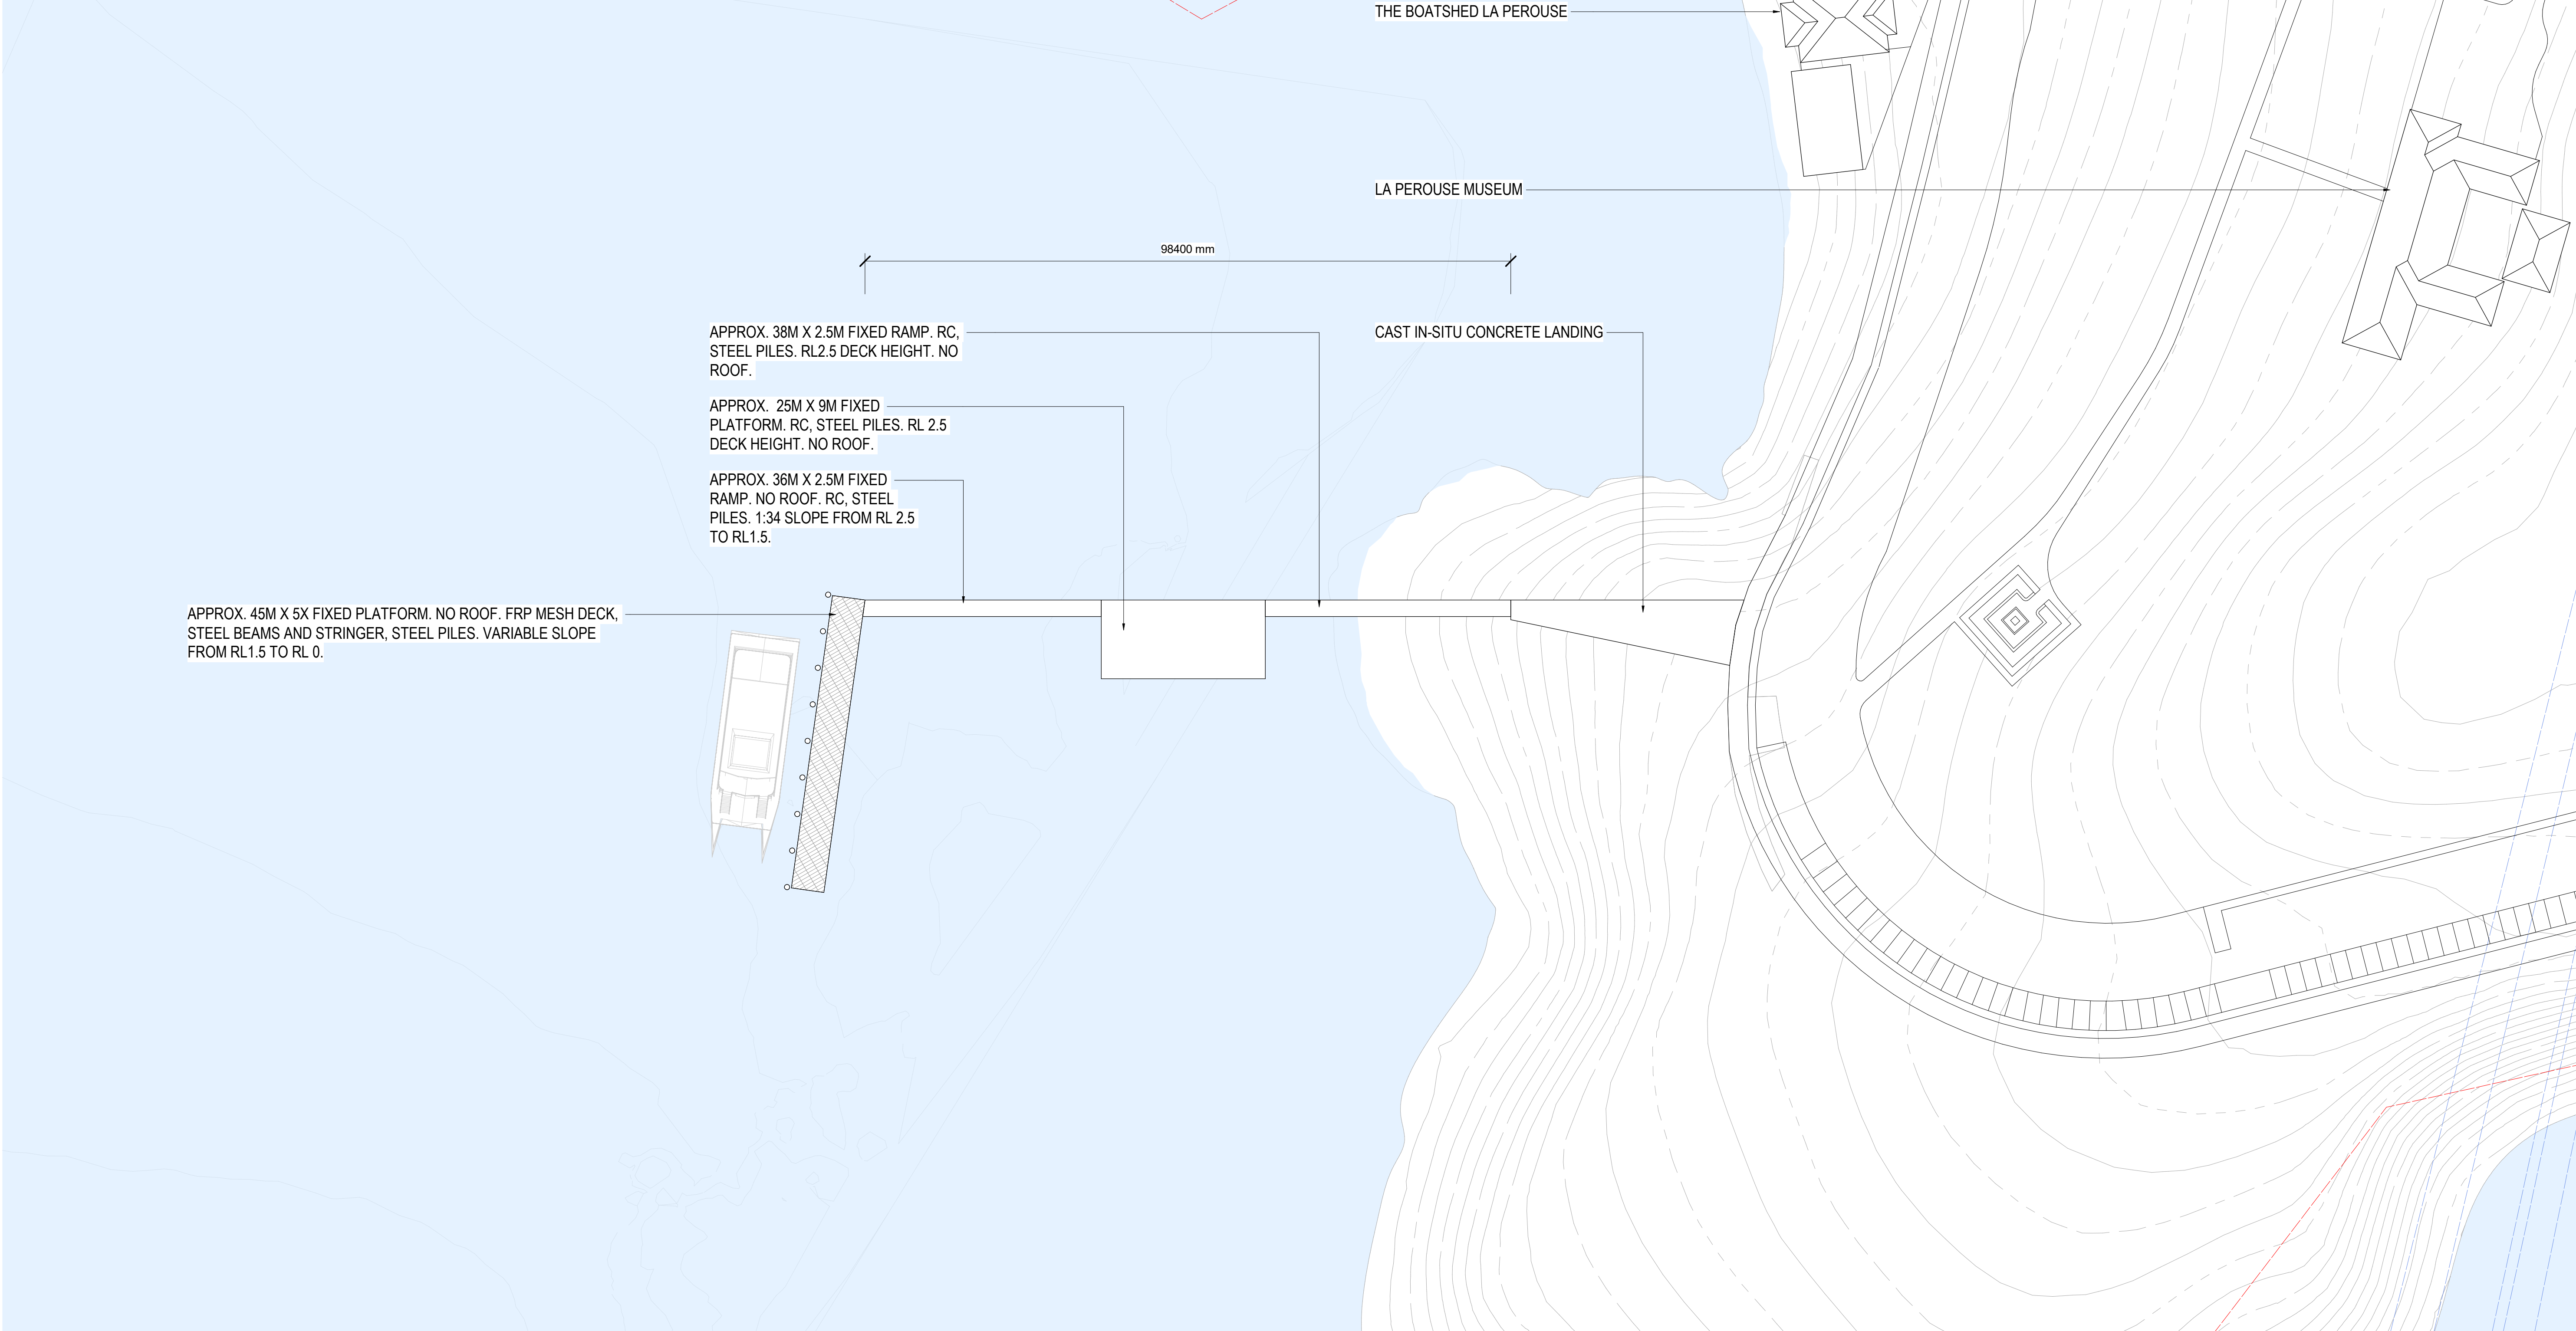 THE BOATSHED LA PEROUSE
LA PEROUSE MUSEUM
98400 mm
APPROX. 38M X 2.5M FIXED RAMP. RC,
STEEL PILES. RL2.5 DECK HEIGHT. NO
ROOF.
CAST IN-SITU CONCRETE LANDING
APPROX. 25M X 9M FIXED
PLATFORM. RC, STEEL PILES. RL 2.5
DECK HEIGHT. NO ROOF.
APPROX. 36M X 2.5M FIXED
RAMP. NO ROOF. RC, STEEL
PILES. 1:34 SLOPE FROM RL 2.5
TO RL1.5.
APPROX. 45M X 5X FIXED PLATFORM. NO ROOF. FRP MESH DECK,
STEEL BEAMS AND STRINGER, STEEL PILES. VARIABLE SLOPE
FROM RL1.5 TO RL 0.